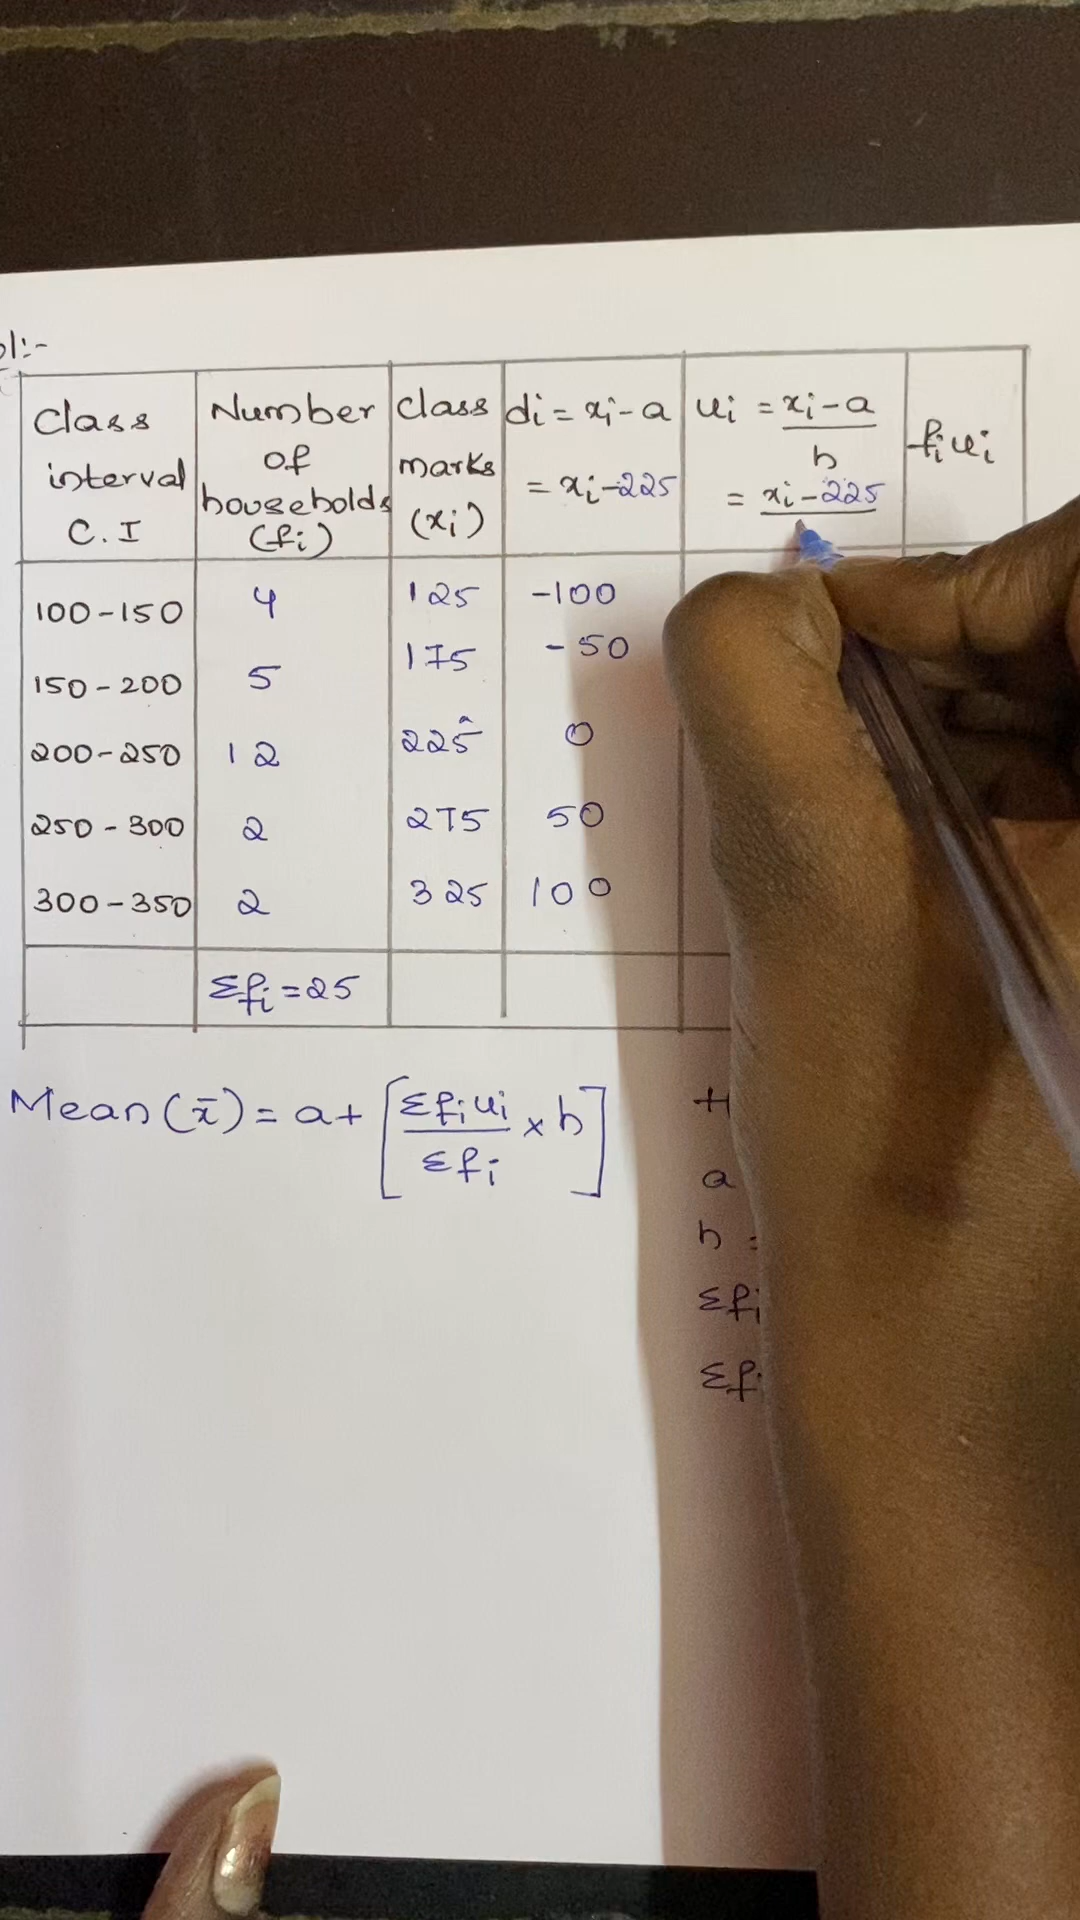 ol:-
Class interval C.I | Number of households (fi) | Class marks (xi) | di = xi-a = xi-225 | ui = xi-a / h = xi-225 / | fiui
100-150 | 4 | 125 | -100
150-200 | 5 | 175 | -50
200-250 | 12 | 225 | 0
250-300 | 2 | 275 | 50
300-350 | 2 | 325 | 100
Σfi=25
Mean (x̄) = a+ [Σfiui / Σfi × h]
a
h =
Σfi
Σf